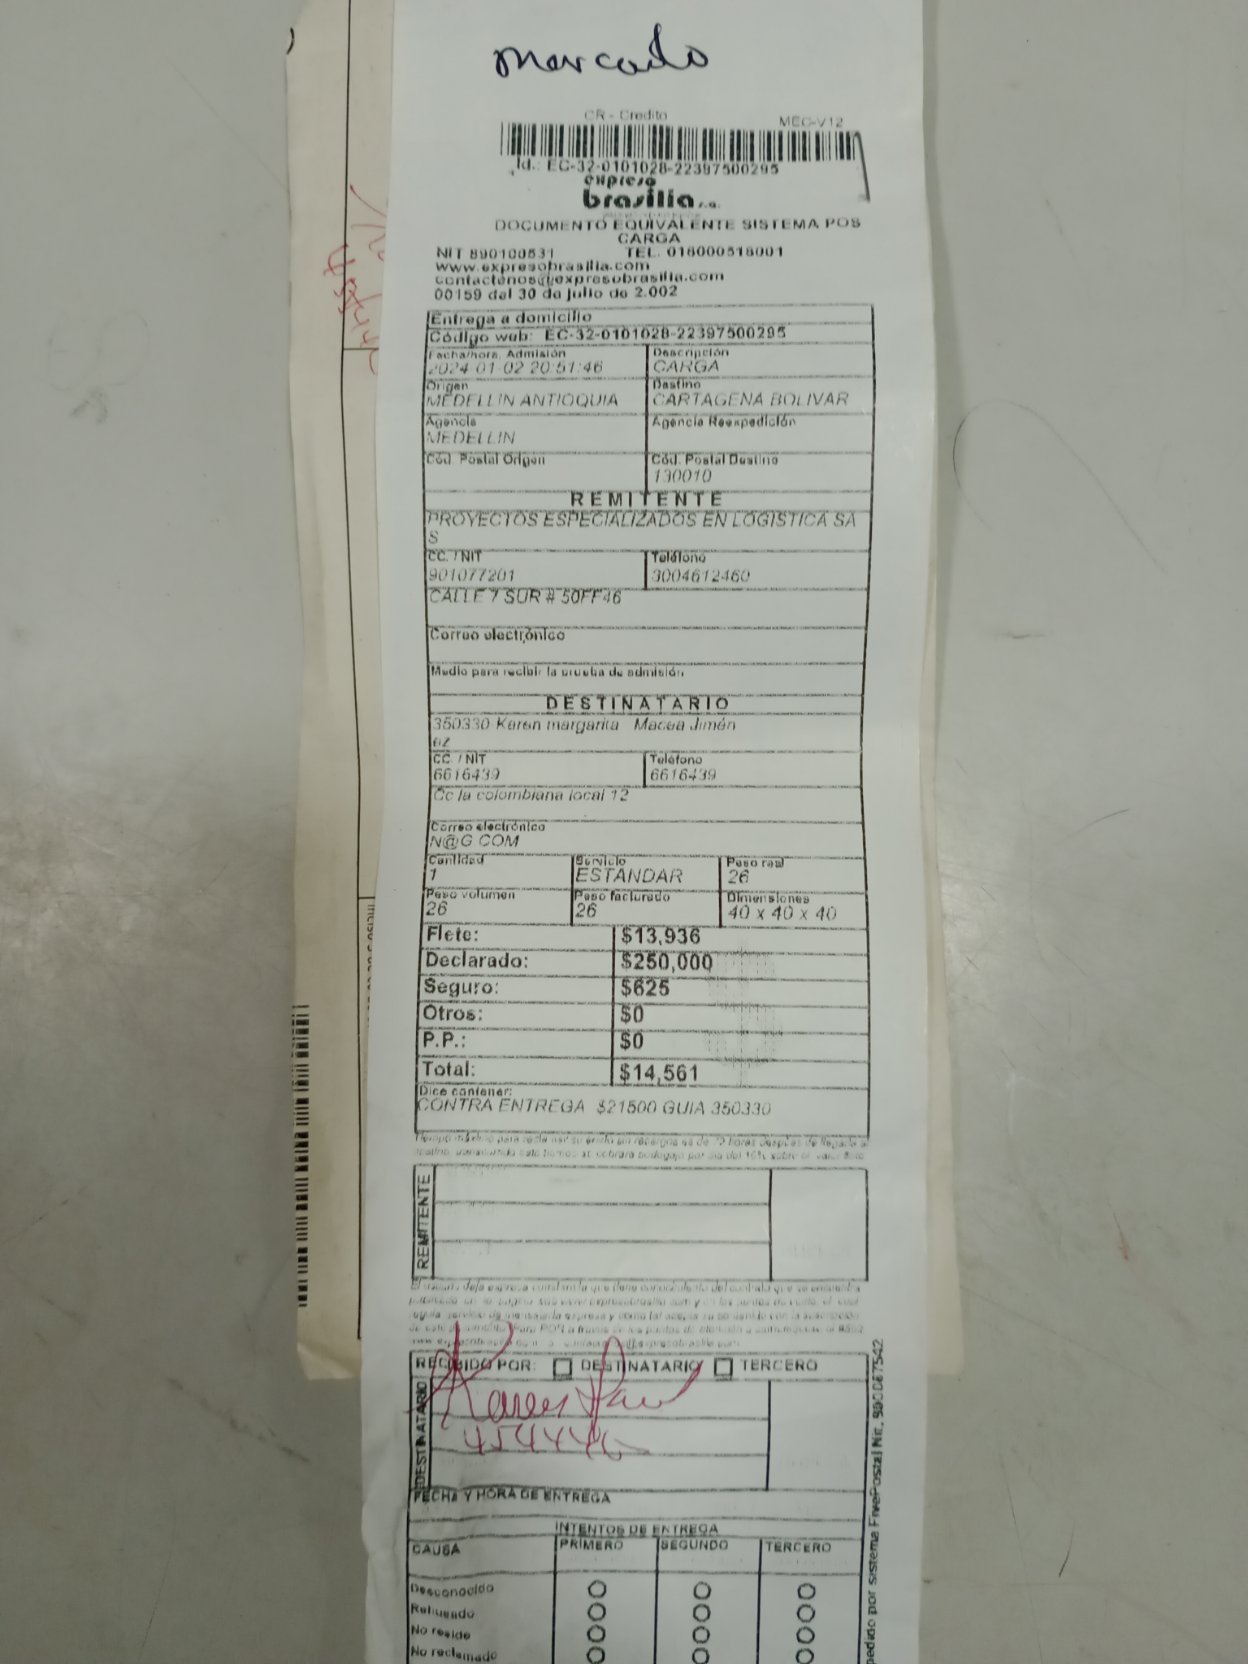 Mercado
CR - Credito
MEC-V12
Id.: EC-32-0101028-22397500295
expreso
brasilia s.a.
DOCUMENTO EQUIVALENTE SISTEMA POS
CARGA
NIT 890100531 TEL. 018000518001
www.expresobrasilia.com
contactenos@expresobrasilia.com
00159 del 30 de julio de 2.002
Entrega a domicilio
Código web: EC-32-0101028-22397500295
Fecha/hora, Admisión Descripción
2024-01-02 20:51:46 CARGA
Origen Destino
MEDELLIN ANTIOQUIA CARTAGENA BOLIVAR
Agencia Agencia Reexpedición
MEDELLIN
Cód. Postal Origen Cód. Postal Destino
130010
REMITENTE
PROYECTOS ESPECIALIZADOS EN LOGISTICA SA
S
CC. / NIT Teléfono
901077201 3004612460
CALLE 7 SUR # 50FF46
Correo electrónico
Medio para recibir la prueba de admisión
DESTINATARIO
350330 Karen margarita Macea Jimén
ez
CC. / NIT Teléfono
6616439 6616439
Cc la colombiana local 12
Correo electrónico
N@G COM
Cantidad Servicio Peso real
1 ESTANDAR 26
Peso volumen Peso facturado Dimensiones
26 26 40 x 40 x 40
Flete: $13,936
Declarado: $250,000
Seguro: $625
Otros: $0
P.P.: $0
Total: $14,561
Dice contener:
CONTRA ENTREGA $21500 GUIA 350330
REMITENTE
RECIBIDO POR: DESTINATARIO TERCERO
DESTINATARIO
Karen
FECHA Y HORA DE ENTREGA
INTENTOS DE ENTREGA
CAUSA PRIMERO SEGUNDO TERCERO
Desconocido
Rehusado
No reside
No reclamado
pedido por sistema FivePostal Nit.